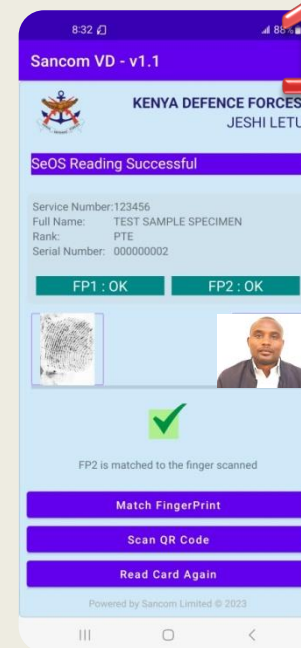 8:32 88%
Sancom VD - v1.1
KENYA DEFENCE FORCES
JESHI LETU
SeOS Reading Successful
Service Number:123456
Full Name: TEST SAMPLE SPECIMEN
Rank: PTE
Serial Number: 000000002
FP1 : OK FP2 : OK
FP2 is matched to the finger scanned
Match FingerPrint
Scan QR Code
Read Card Again
Powered by Sancom Limited © 2023